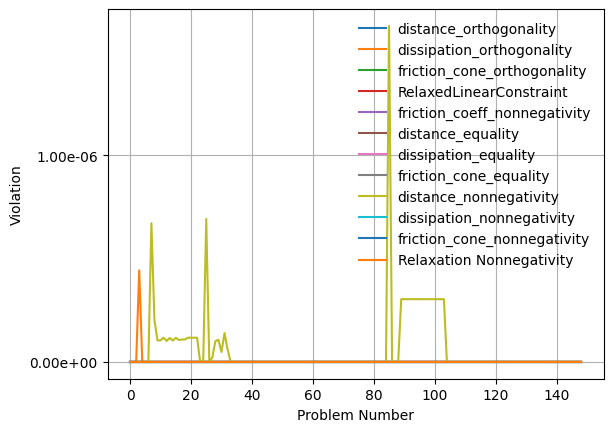 distance_orthogonality
dissipation_orthogonality
friction_cone_orthogonality
RelaxedLinearConstraint
friction_coeff_nonnegativity
distance_equality
dissipation_equality
friction_cone_equality
distance_nonnegativity
dissipation_nonnegativity
friction_cone_nonnegativity
Relaxation Nonnegativity
1.00e-06
0.00e+00
Violation
0 20 40 60 80 100 120 140
Problem Number